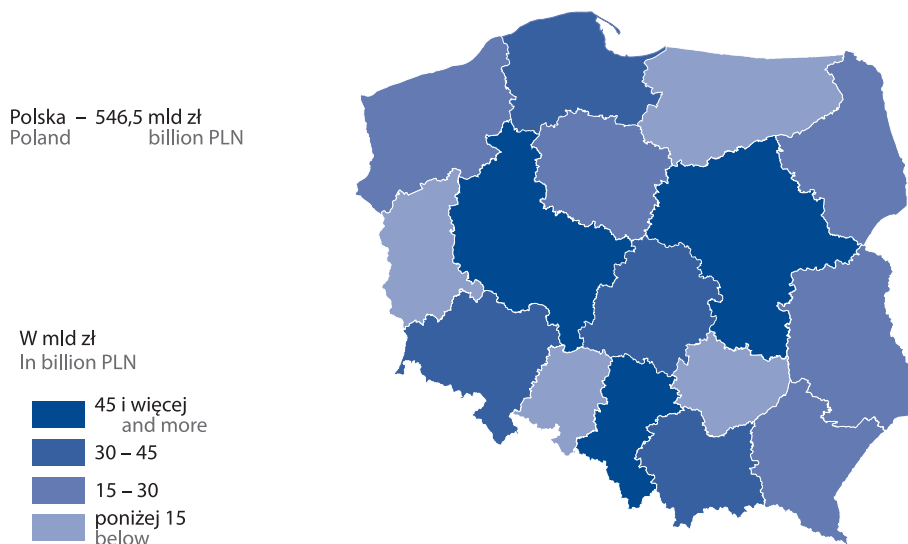 Polska – 546,5 mld zł
Poland billion PLN
W mld zł
In billion PLN
45 i więcej
and more
30 – 45
15 – 30
poniżej 15
below